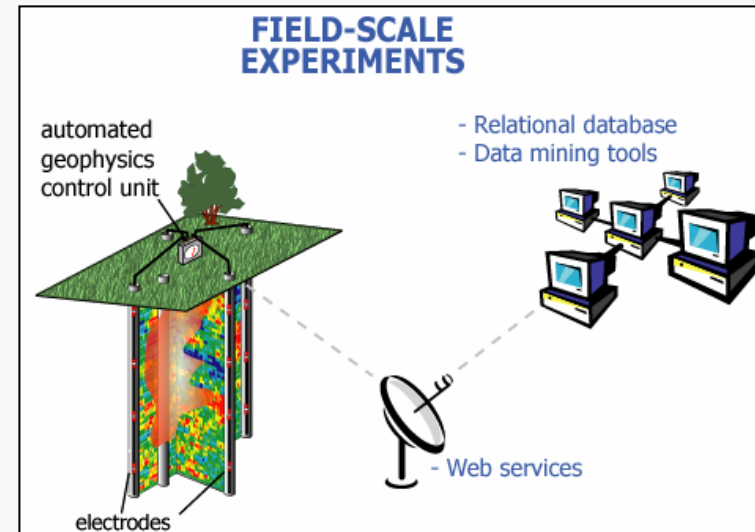 FIELD-SCALE
EXPERIMENTS
automated
geophysics
control unit
- Relational database
- Data mining tools
- Web services
electrodes